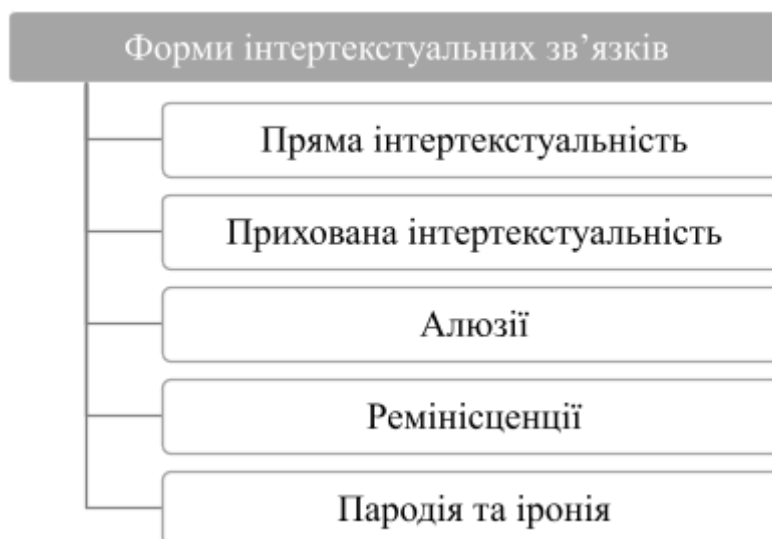 Форми інтертекстуальних зв’язків
Пряма інтертекстуальність
Прихована інтертекстуальність
Алюзії
Ремінісценції
Пародія та іронія